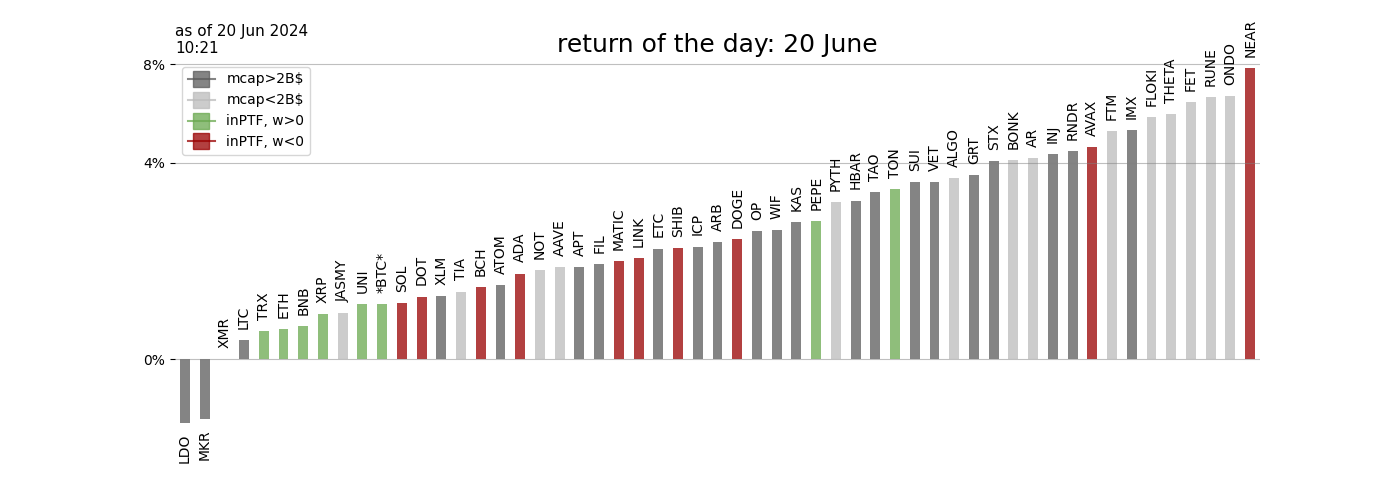 as of 20 Jun 2024
10:21
return of the day: 20 June
8%
4%
0%
mcap>2B$
mcap<2B$
inPTF, w>0
inPTF, w<0
LDO
MKR
XMR
LTC
TRX
ETH
BNB
XRP
JASMY
UNI
*BTC*
SOL
DOT
XLM
TIA
BCH
ATOM
ADA
NOT
AAVE
APT
FIL
MATIC
LINK
ETC
SHIB
ICP
ARB
DOGE
OP
WIF
KAS
PEPE
PYTH
HBAR
TAO
TON
SUI
VET
ALGO
GRT
STX
BONK
AR
INJ
RNDR
AVAX
FTM
IMX
FLOKI
THETA
FET
RUNE
ONDO
NEAR